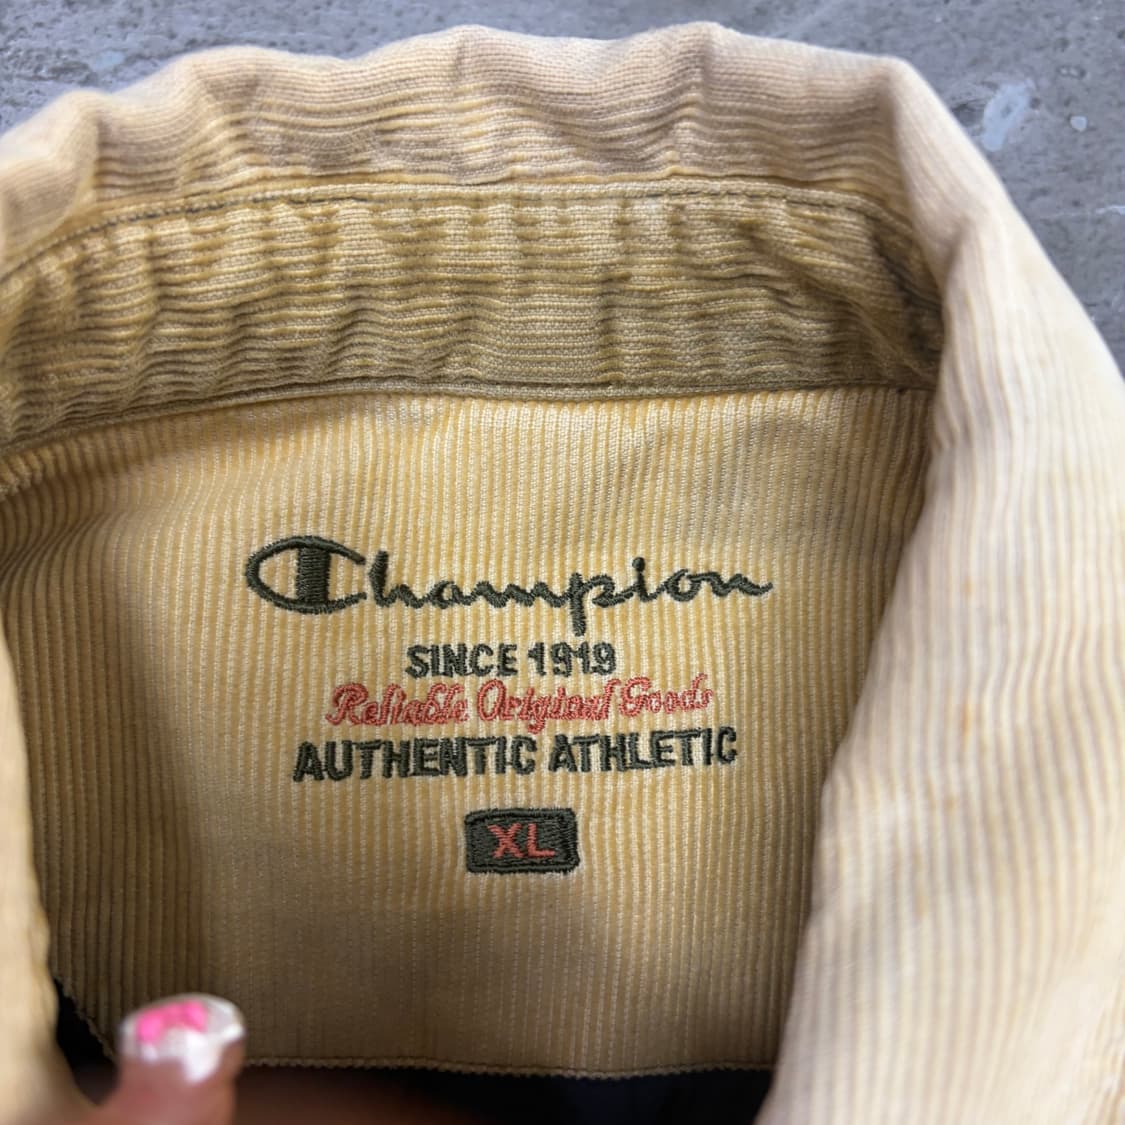 Champion
SINCE 1919
Reliable Original Goods
AUTHENTIC ATHLETIC
XL